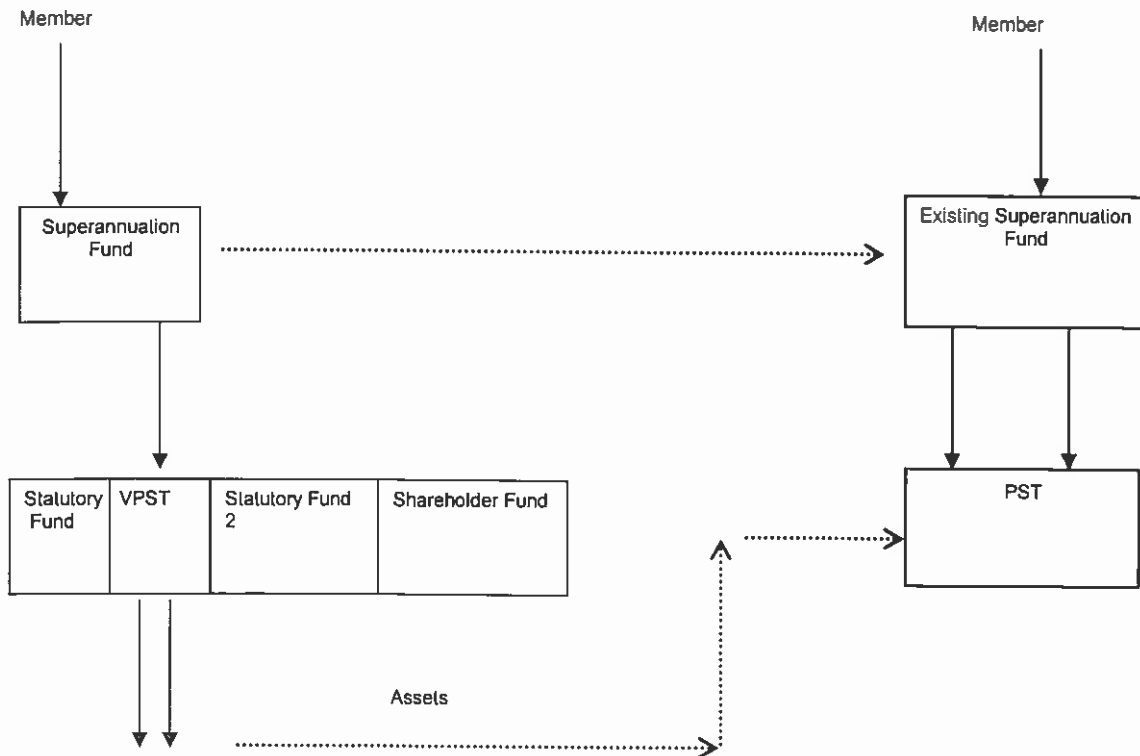 Member
Member
Superannuation
Fund
Existing Superannuation
Fund
Statutory
Fund
VPST
Statutory Fund
2
Shareholder Fund
PST
Assets